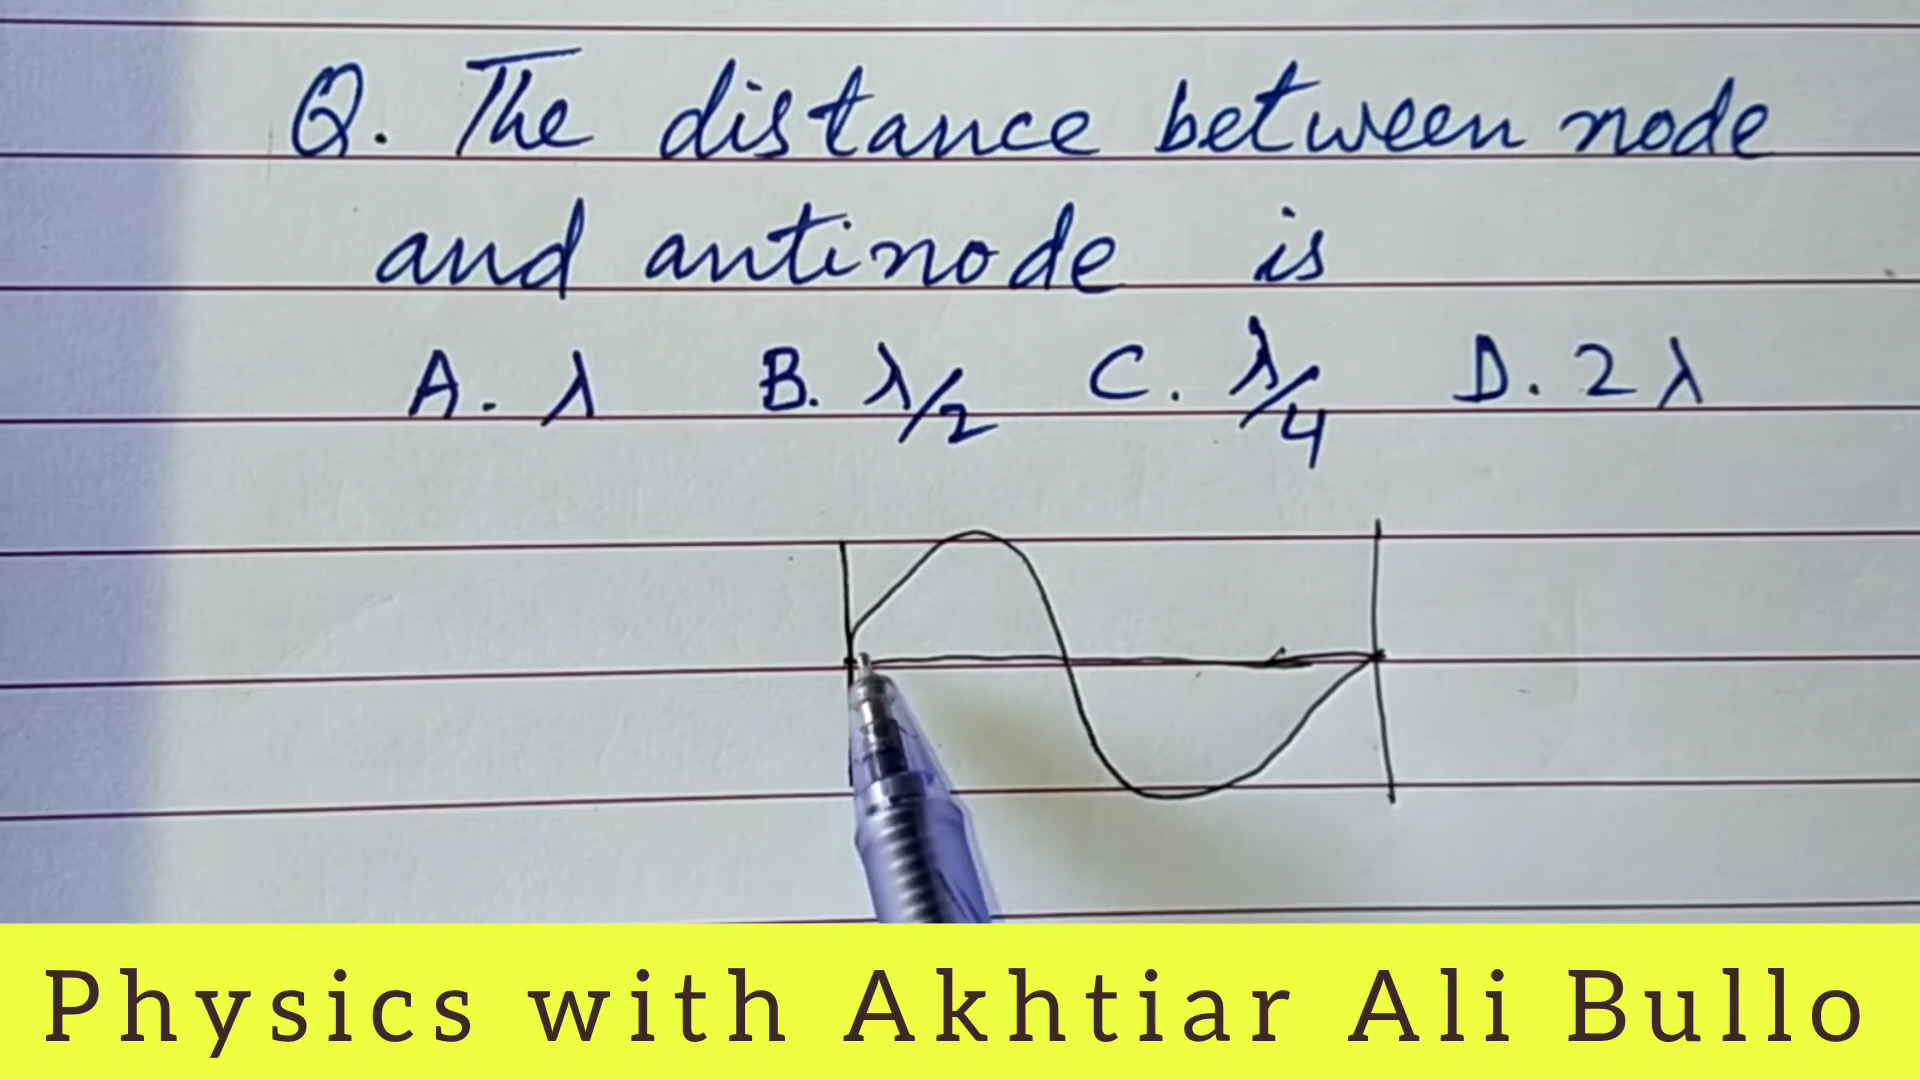 Q. The distance between node
and antinode is
A. λ B. λ/2 C. λ/4 D. 2λ
Physics with Akhtiar Ali Bullo